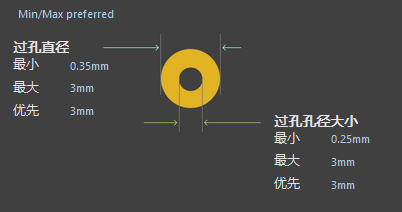 Min/Max preferred
过孔直径
最小 0.35mm
最大 3mm
优先 3mm
过孔孔径大小
最小 0.25mm
最大 3mm
优先 3mm